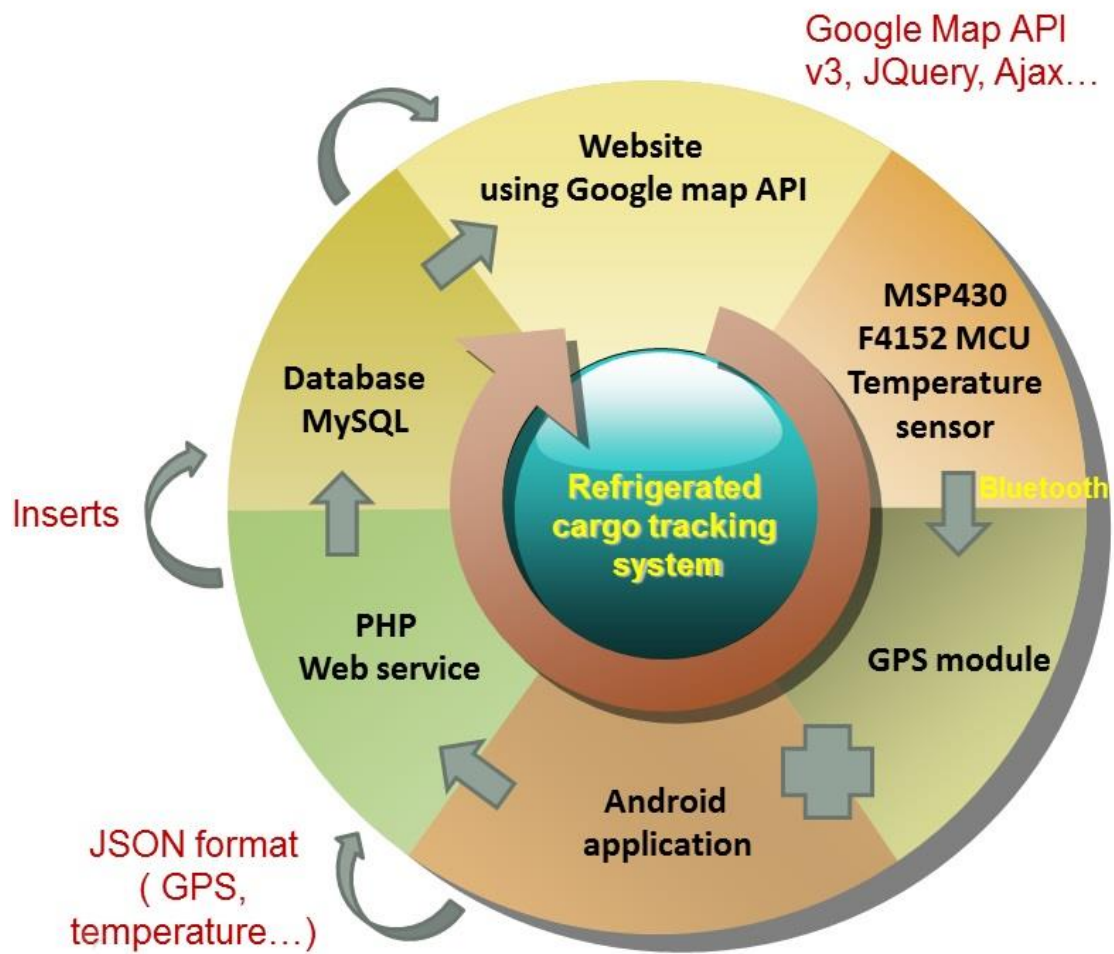 Google Map API
v3, JQuery, Ajax…
Website
using Google map API
MSP430
F4152 MCU
Temperature
sensor
Bluetooth
GPS module
Android
application
JSON format
( GPS,
temperature…)
PHP
Web service
Inserts
Database
MySQL
Refrigerated
cargo tracking
system